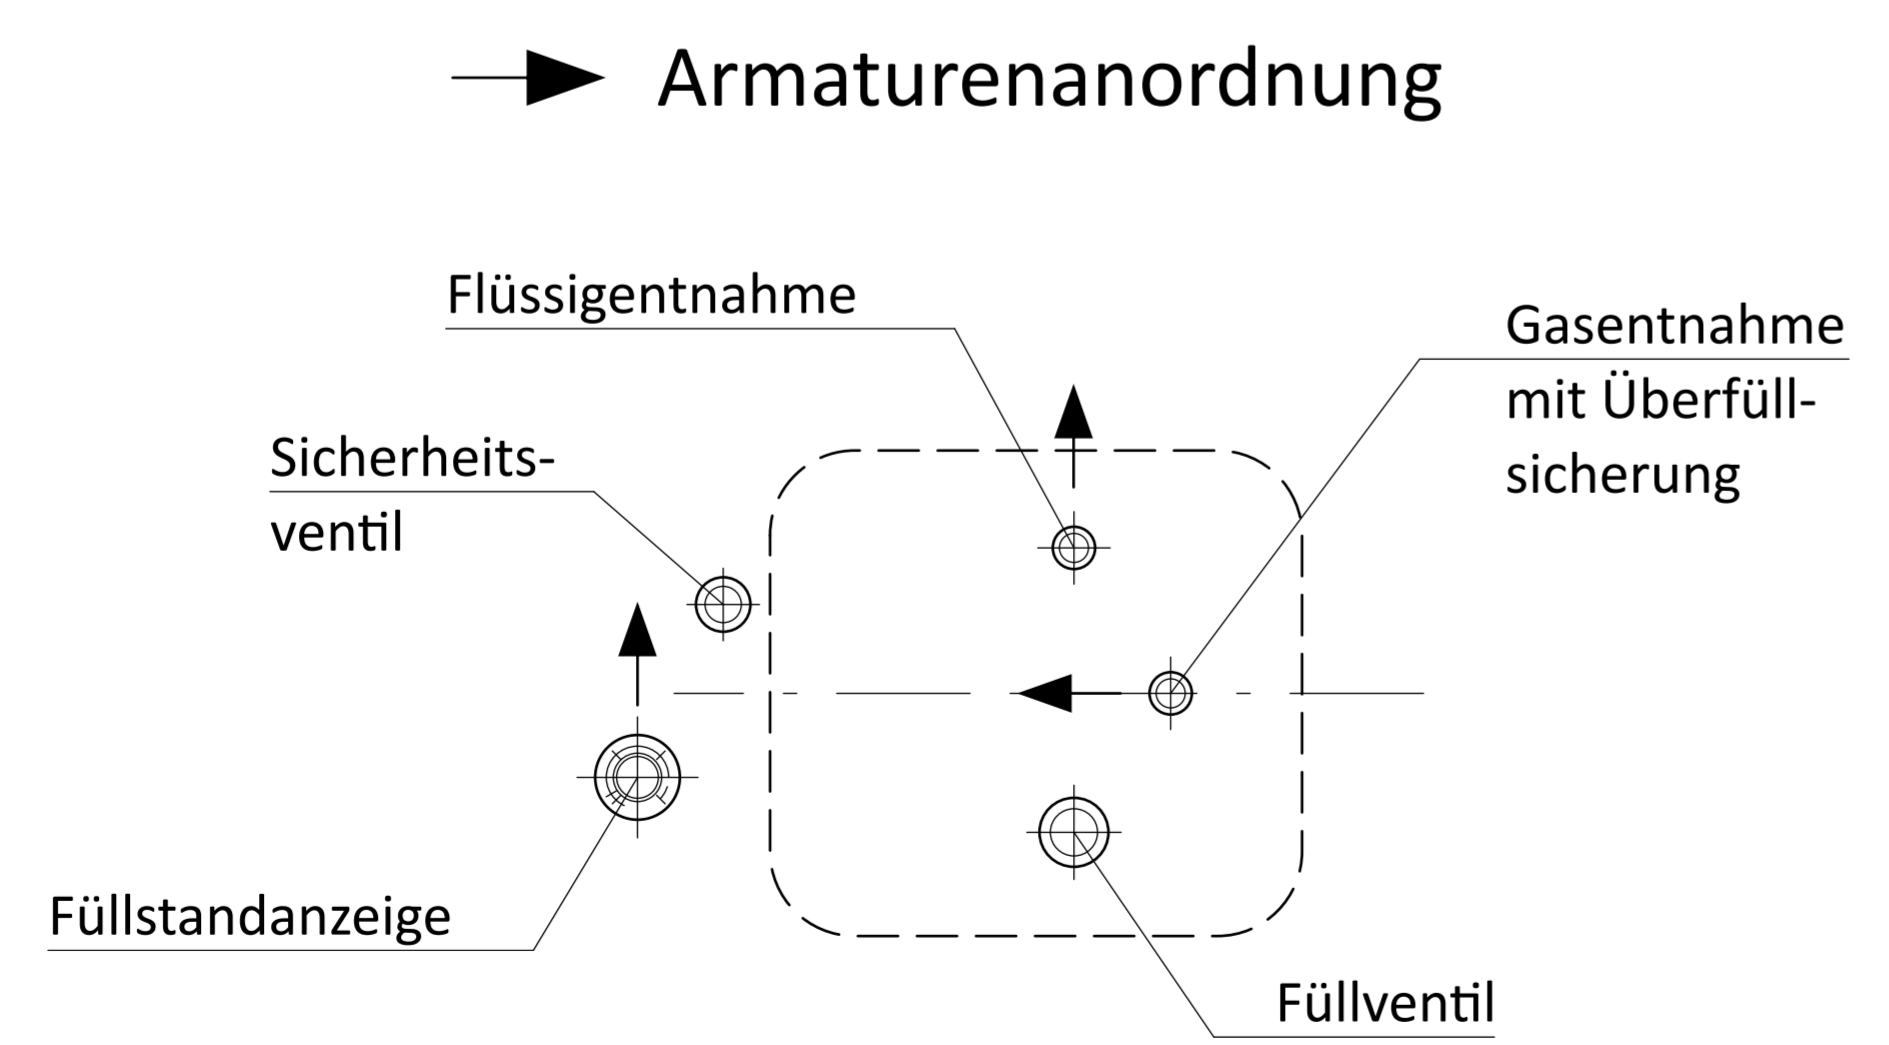 Armaturenanordnung
Flüssigentnahme
Gasentnahme
mit Überfüll-
sicherung
Sicherheits-
ventil
Füllstandanzeige
Füllventil